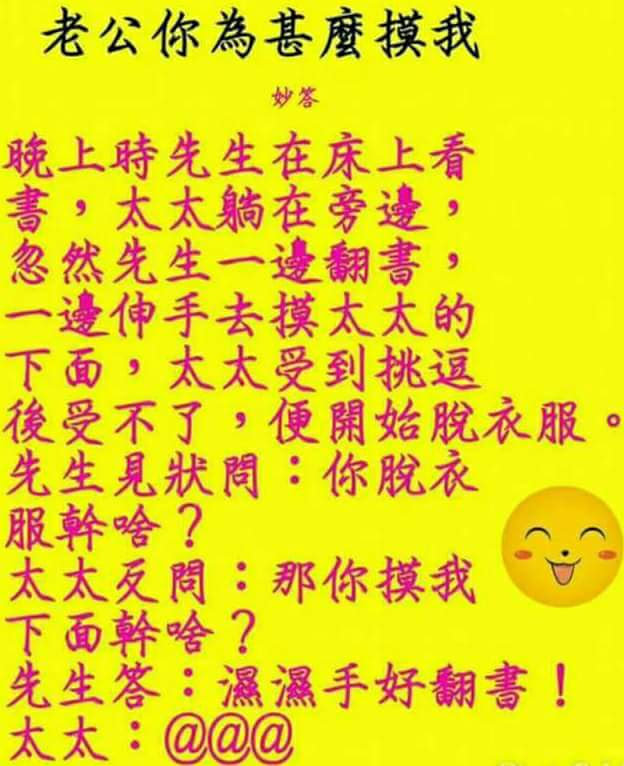 老公你為甚麼摸我
妙答
晚上時先生在床上看
書，太太躺在旁邊，
忽然先生一邊翻書，
一邊伸手去摸太太的
下面，太太受到挑逗
後受不了，便開始脫衣服。
先生見狀問：你脫衣
服幹啥？
太太反問：那你摸我
下面幹啥？
先生答：濕濕手好翻書！
太太：@@@